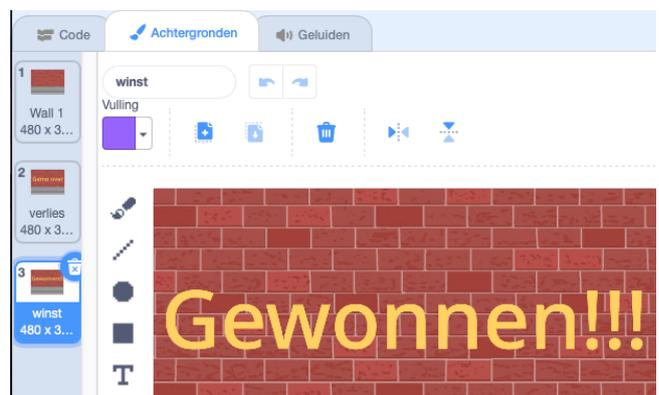 Code
Achtergronden
Geluiden
1
Wall 1
480 x 3...
2
Game over
verlies
480 x 3...
3
Gewonnen!!!
winst
480 x 3...
winst
Vulling
T
Gewonnen!!!